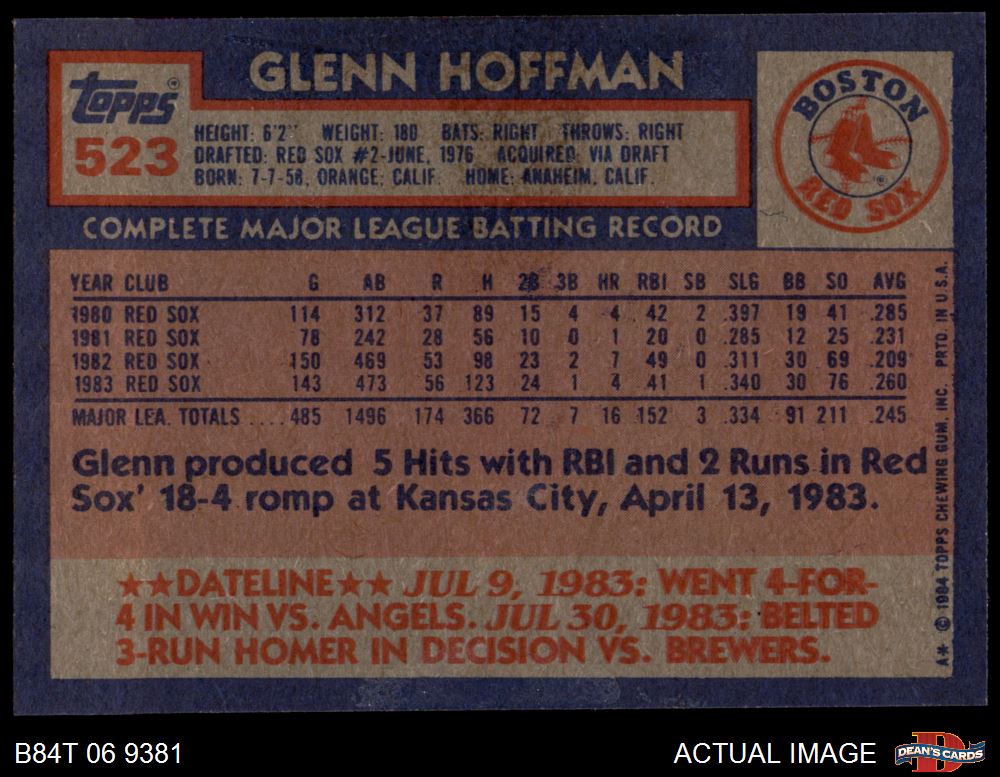 GLENN HOFFMAN
topps ®
523
HEIGHT: 6'2" WEIGHT: 180 BATS: RIGHT THROWS: RIGHT
DRAFTED: RED SOX #2-JUNE, 1976 ACQUIRED: VIA DRAFT
BORN: 7-7-58, ORANGE, CALIF. HOME: ANAHEIM, CALIF.
BOSTON
RED SOX
®
COMPLETE MAJOR LEAGUE BATTING RECORD
YEAR CLUB G AB R H 2B 3B HR RBI SB SLG BB SO AVG
1980 RED SOX 114 312 37 89 15 4 4 42 2 .397 19 41 .285
1981 RED SOX 78 242 28 56 10 0 1 20 0 .285 12 25 .231
1982 RED SOX 150 469 53 98 23 2 7 49 0 .311 30 69 .209
1983 RED SOX 143 473 56 123 24 1 4 41 1 .340 30 76 .260
MAJOR LEA. TOTALS .... 485 1496 174 366 72 7 16 152 3 .334 91 211 .245
Glenn produced 5 Hits with RBI and 2 Runs in Red
Sox' 18-4 romp at Kansas City, April 13, 1983.
★★DATELINE★★ JUL 9, 1983: WENT 4-FOR-
4 IN WIN VS. ANGELS. JUL 30, 1983: BELTED
3-RUN HOMER IN DECISION VS. BREWERS.
A* © 1984 TOPPS CHEWING GUM, INC. PRTD. IN U.S.A.
B84T 06 9381
ACTUAL IMAGE
D
DEAN'S CARDS